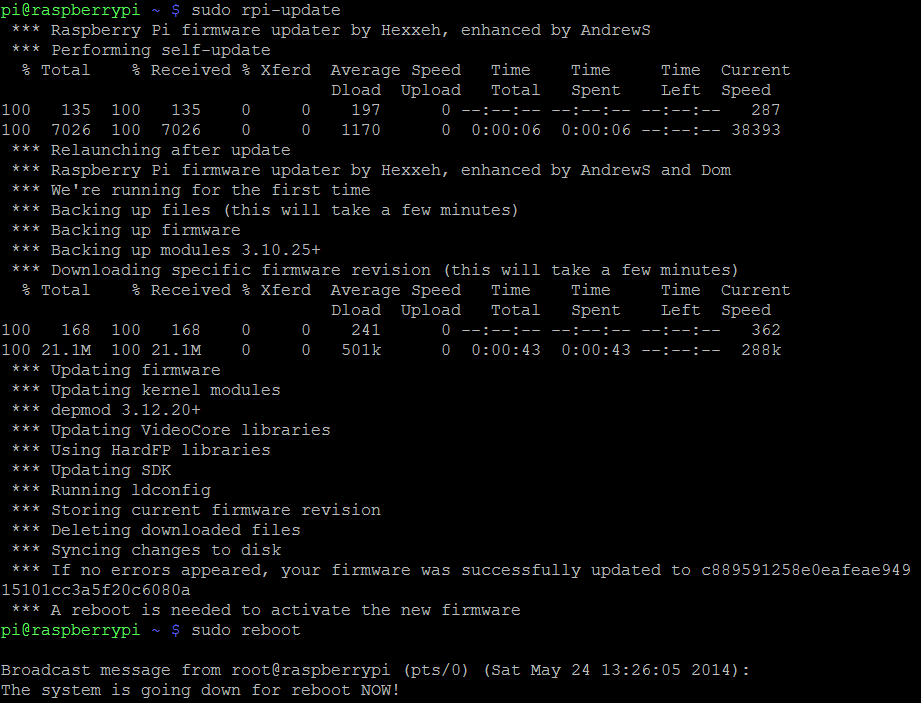 pi@raspberrypi ~ $ sudo rpi-update
 *** Raspberry Pi firmware updater by Hexxeh, enhanced by AndrewS
 *** Performing self-update
  % Total    % Received % Xferd  Average Speed   Time    Time     Time  Current
                                 Dload  Upload   Total   Spent    Left  Speed
100   135  100   135    0     0    197      0 --:--:-- --:--:-- --:--:--   287
100  7026  100  7026    0     0   1170      0  0:00:06  0:00:06 --:--:-- 38393
 *** Relaunching after update
 *** Raspberry Pi firmware updater by Hexxeh, enhanced by AndrewS and Dom
 *** We're running for the first time
 *** Backing up files (this will take a few minutes)
 *** Backing up firmware
 *** Backing up modules 3.10.25+
 *** Downloading specific firmware revision (this will take a few minutes)
  % Total    % Received % Xferd  Average Speed   Time    Time     Time  Current
                                 Dload  Upload   Total   Spent    Left  Speed
100   168  100   168    0     0    241      0 --:--:-- --:--:-- --:--:--   362
100 21.1M  100 21.1M    0     0   501k      0  0:00:43  0:00:43 --:--:--  288k
 *** Updating firmware
 *** Updating kernel modules
 *** depmod 3.12.20+
 *** Updating VideoCore libraries
 *** Using HardFP libraries
 *** Updating SDK
 *** Running ldconfig
 *** Storing current firmware revision
 *** Deleting downloaded files
 *** Syncing changes to disk
 *** If no errors appeared, your firmware was successfully updated to c889591258e0eafeae949
15101cc3a5f20c6080a
 *** A reboot is needed to activate the new firmware
pi@raspberrypi ~ $ sudo reboot

Broadcast message from root@raspberrypi (pts/0) (Sat May 24 13:26:05 2014):
The system is going down for reboot NOW!